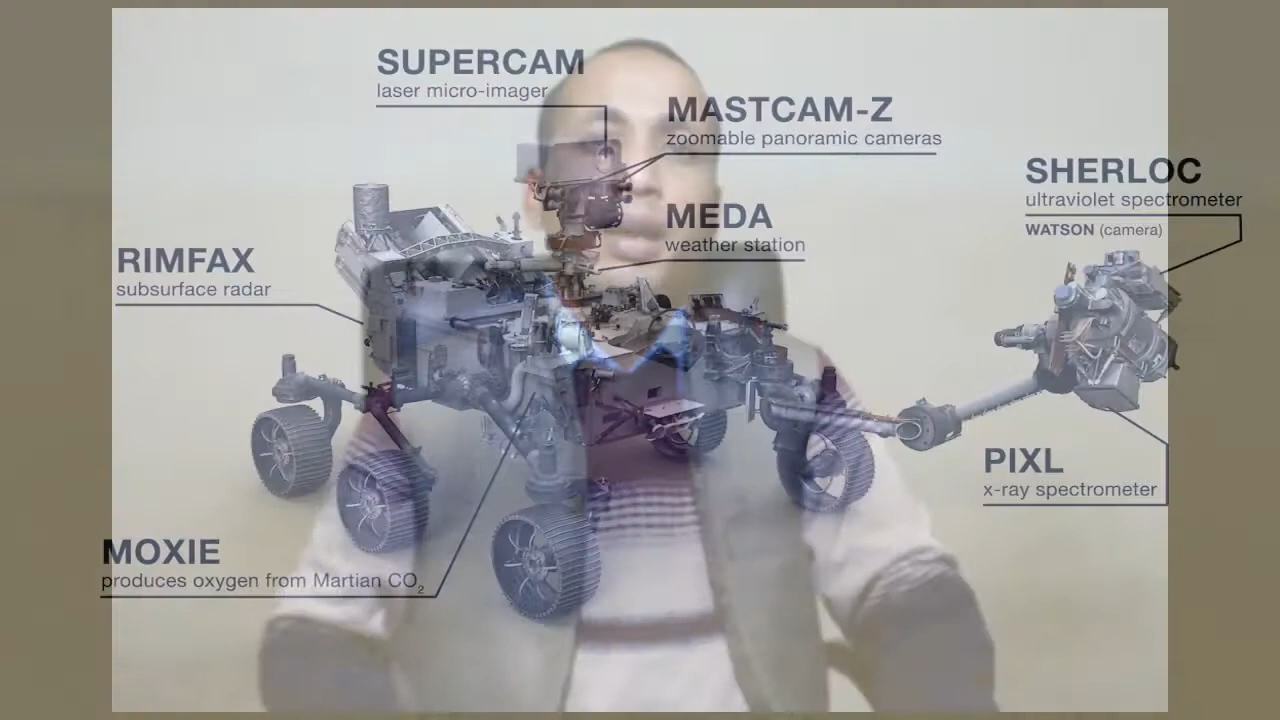 SUPERCAM
laser micro-imager
MASTCAM-Z
zoomable panoramic cameras
SHERLOC
ultraviolet spectrometer
WATSON (camera)
MEDA
weather station
RIMFAX
subsurface radar
PIXL
x-ray spectrometer
MOXIE
produces oxygen from Martian CO₂